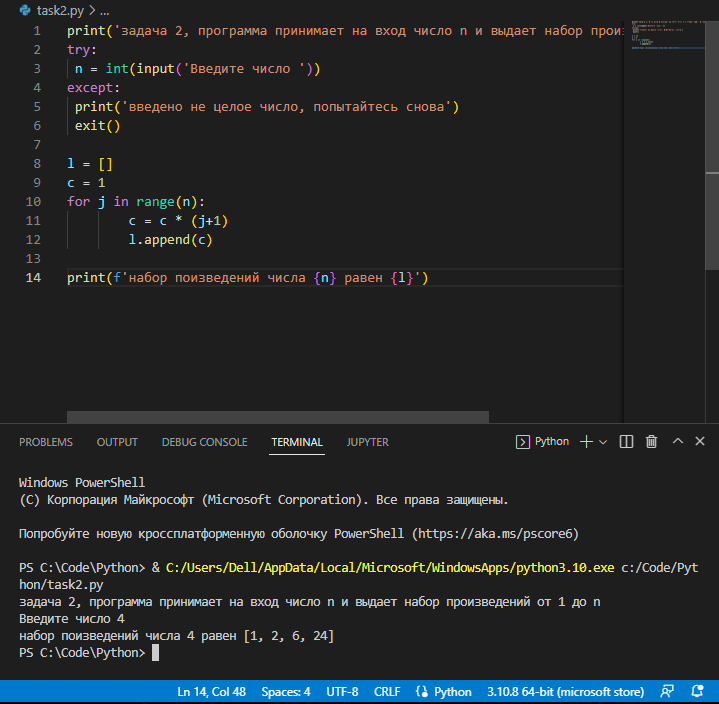 task2.py > ...
1 print('задача 2, программа принимает на вход число n и выдает набор прои
2 try:
3 n = int(input('Введите число '))
4 except:
5 print('введено не целое число, попытайтесь снова')
6 exit()
7
8 l = []
9 c = 1
10 for j in range(n):
11 c = c * (j+1)
12 l.append(c)
13
14 print(f'набор поизведений числа {n} равен {l}')
PROBLEMS OUTPUT DEBUG CONSOLE TERMINAL JUPYTER Python
Windows PowerShell
(C) Корпорация Майкрософт (Microsoft Corporation). Все права защищены.
Попробуйте новую кроссплатформенную оболочку PowerShell (https://aka.ms/pscore6)
PS C:\Code\Python> & C:/Users/Dell/AppData/Local/Microsoft/WindowsApps/python3.10.exe c:/Code/Pyt
hon/task2.py
задача 2, программа принимает на вход число n и выдает набор произведений от 1 до n
Введите число 4
набор поизведений числа 4 равен [1, 2, 6, 24]
PS C:\Code\Python>
Ln 14, Col 48 Spaces: 4 UTF-8 CRLF Python 3.10.8 64-bit (microsoft store)